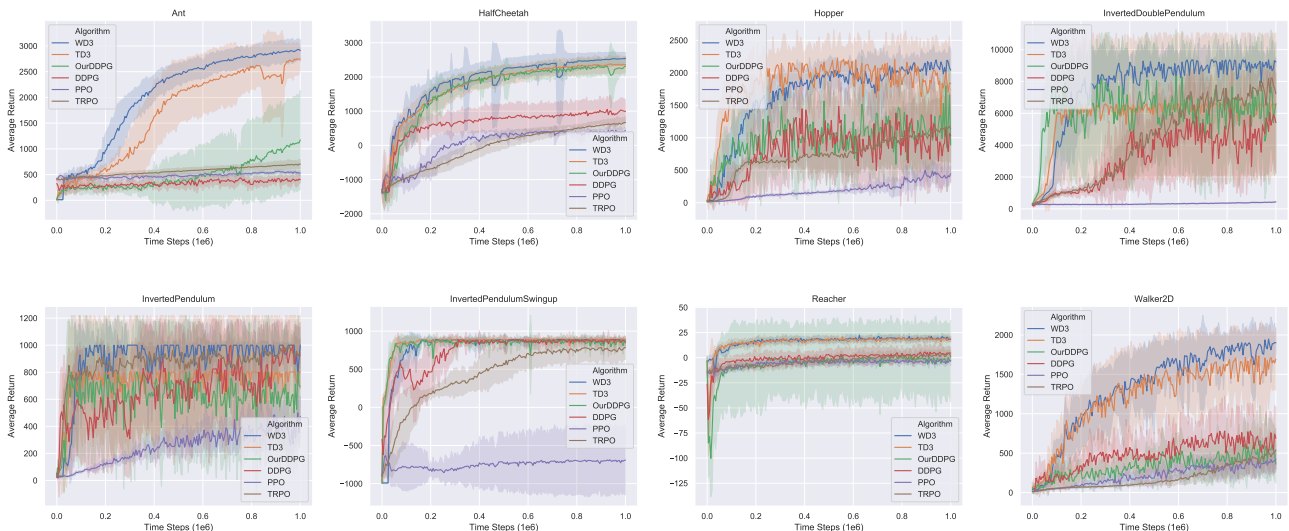 Ant
Average Return
3000
2500
2000
1500
1000
500
0
Algorithm
WD3
TD3
OurDDPG
DDPG
PPO
TRPO
0.0 0.2 0.4 0.6 0.8 1.0
Time Steps (1e6)
HalfCheetah
Average Return
3000
2000
1000
0
−1000
−2000
Algorithm
WD3
TD3
OurDDPG
DDPG
PPO
TRPO
0.0 0.2 0.4 0.6 0.8 1.0
Time Steps (1e6)
Hopper
Average Return
2500
2000
1500
1000
500
0
Algorithm
WD3
TD3
OurDDPG
DDPG
PPO
TRPO
0.0 0.2 0.4 0.6 0.8 1.0
Time Steps (1e6)
InvertedDoublePendulum
Average Return
10000
8000
6000
4000
2000
0
Algorithm
WD3
TD3
OurDDPG
DDPG
PPO
TRPO
0.0 0.2 0.4 0.6 0.8 1.0
Time Steps (1e6)
InvertedPendulum
Average Return
1200
1000
800
600
400
200
0
Algorithm
WD3
TD3
OurDDPG
DDPG
PPO
TRPO
0.0 0.2 0.4 0.6 0.8 1.0
Time Steps (1e6)
InvertedPendulumSwingup
Average Return
1000
500
0
−500
−1000
Algorithm
WD3
TD3
OurDDPG
DDPG
PPO
TRPO
0.0 0.2 0.4 0.6 0.8 1.0
Time Steps (1e6)
Reacher
Average Return
50
25
0
−25
−50
−75
−100
−125
Algorithm
WD3
TD3
OurDDPG
DDPG
PPO
TRPO
0.0 0.2 0.4 0.6 0.8 1.0
Time Steps (1e6)
Walker2D
Average Return
2000
1500
1000
500
0
Algorithm
WD3
TD3
OurDDPG
DDPG
PPO
TRPO
0.0 0.2 0.4 0.6 0.8 1.0
Time Steps (1e6)